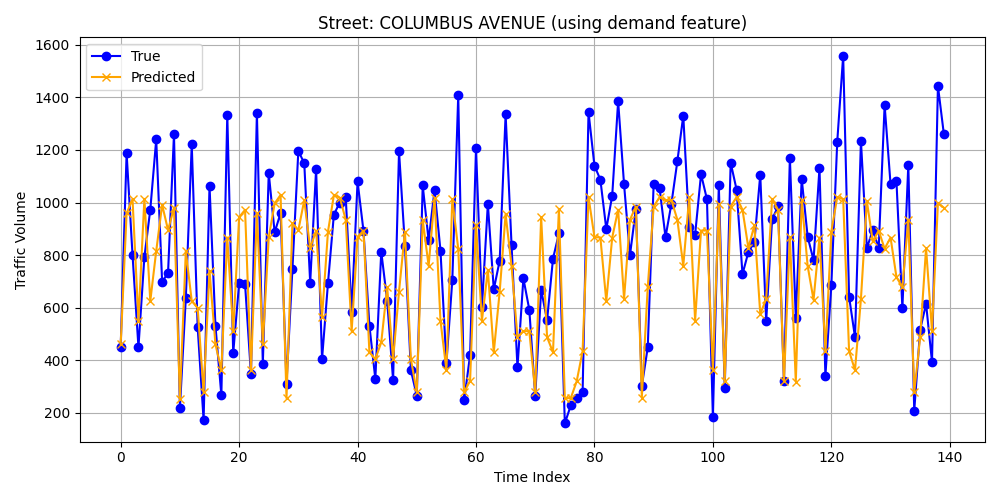 Street: COLUMBUS AVENUE (using demand feature)
True
Predicted
Traffic Volume
1600
1400
1200
1000
800
600
400
200
0 20 40 60 80 100 120 140
Time Index